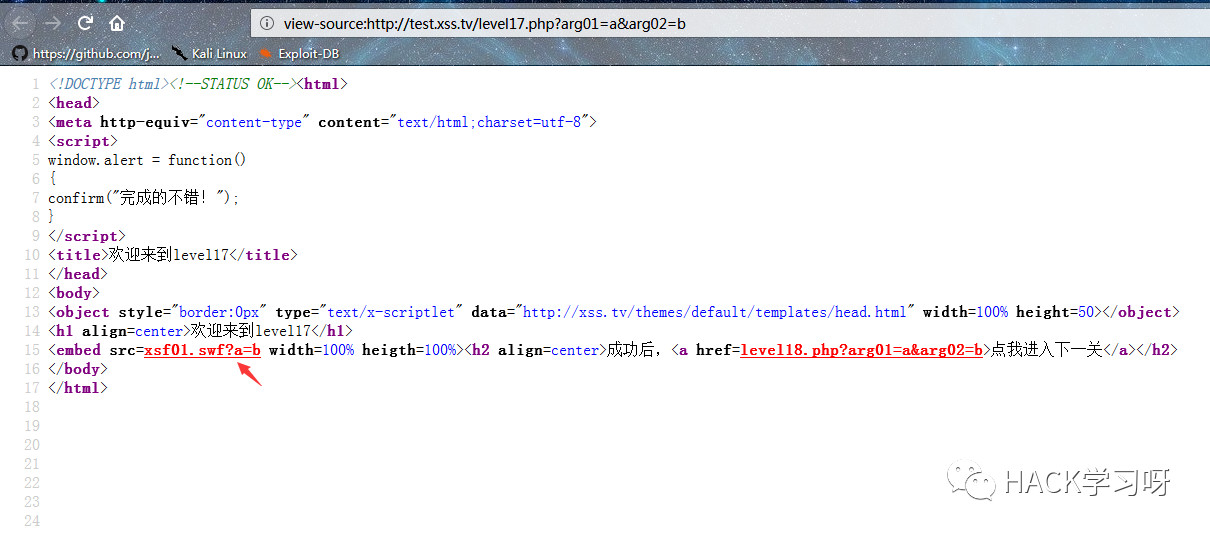 view-source:http://test.xss.tv/level17.php?arg01=a&arg02=b
https://github.com/j... Kali Linux Exploit-DB
1 <!DOCTYPE html><!--STATUS OK--><html>
2 <head>
3 <meta http-equiv="content-type" content="text/html;charset=utf-8">
4 <script>
5 window.alert = function()
6 {
7 confirm("完成的不错！");
8 }
9 </script>
10 <title>欢迎来到level17</title>
11 </head>
12 <body>
13 <object style="border:0px" type="text/x-scriptlet" data="http://xss.tv/themes/default/templates/head.html" width=100% height=50></object>
14 <h1 align=center>欢迎来到level17</h1>
15 <embed src=xsf01.swf?a=b width=100% heigth=100%><h2 align=center>成功后，<a href=level18.php?arg01=a&arg02=b>点我进入下一关</a></h2>
16 </body>
17 </html>
18
19
20
21
22
23
24
HACK学习呀